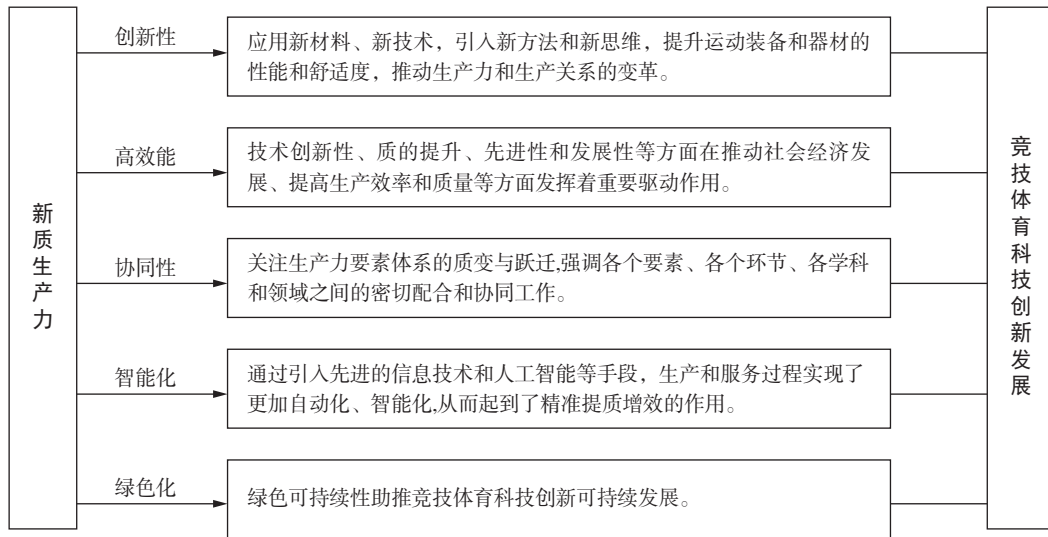 新质生产力
创新性
应用新材料、新技术，引入新方法和新思维，提升运动装备和器材的
性能和舒适度，推动生产力和生产关系的变革。
高效能
技术创新性、质的提升、先进性和发展性等方面在推动社会经济发
展、提高生产效率和质量等方面发挥着重要驱动作用。
协同性
关注生产力要素体系的质变与跃迁,强调各个要素、各个环节、各学科
和领域之间的密切配合和协同工作。
智能化
通过引入先进的信息技术和人工智能等手段，生产和服务过程实现了
更加自动化、智能化,从而起到了精准提质增效的作用。
绿色化
绿色可持续性助推竞技体育科技创新可持续发展。
竞技体育科技创新发展